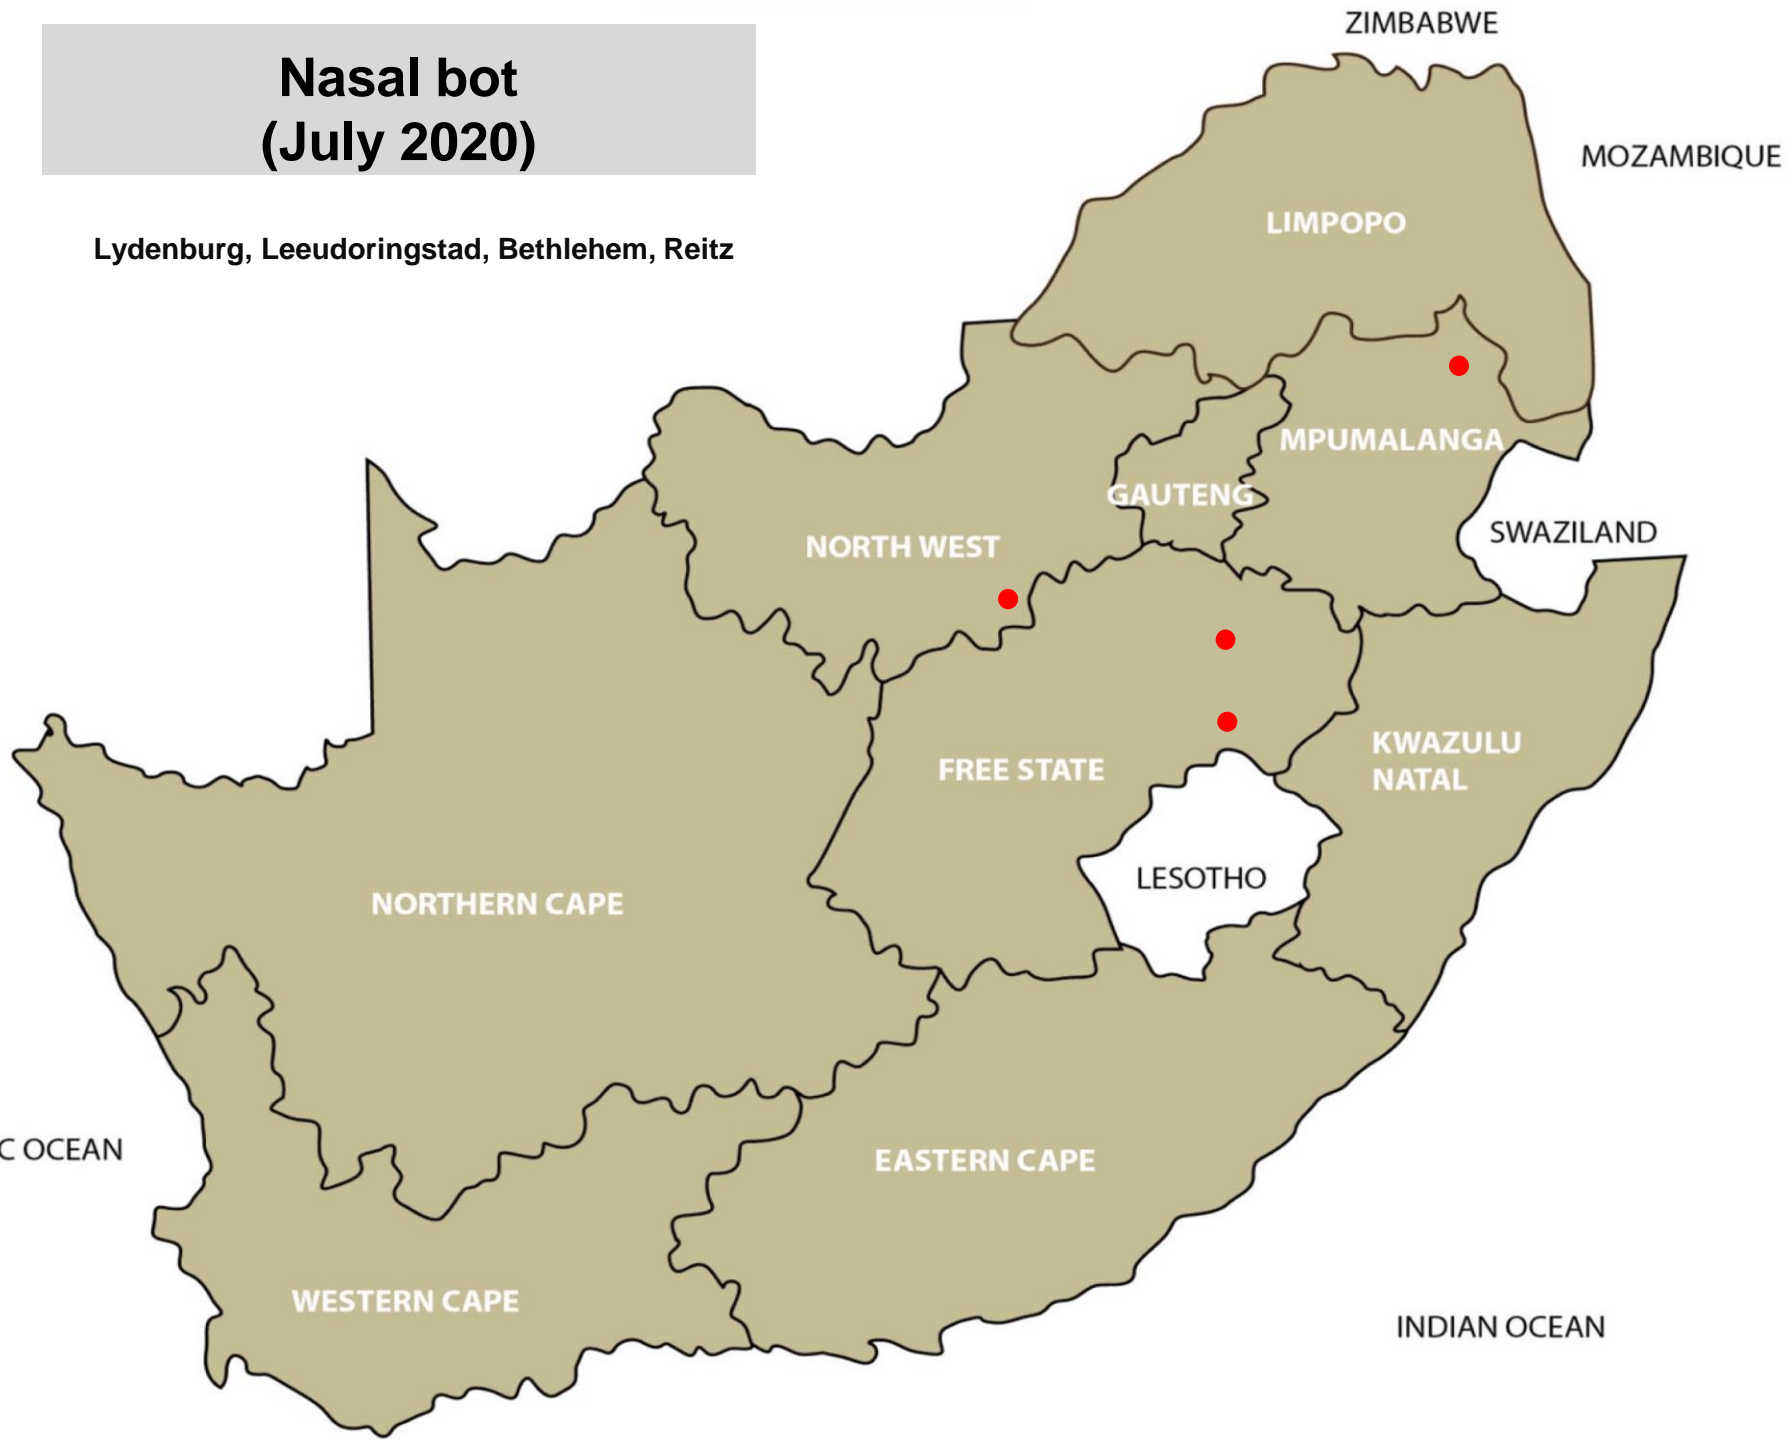 Nasal bot
(July 2020)
Lydenburg, Leeudoringstad, Bethlehem, Reitz
ZIMBABWE
MOZAMBIQUE
LIMPOPO
MPUMALANGA
GAUTENG
SWAZILAND
NORTH WEST
KWAZULU
NATAL
FREE STATE
LESOTHO
NORTHERN CAPE
C OCEAN
EASTERN CAPE
WESTERN CAPE
INDIAN OCEAN